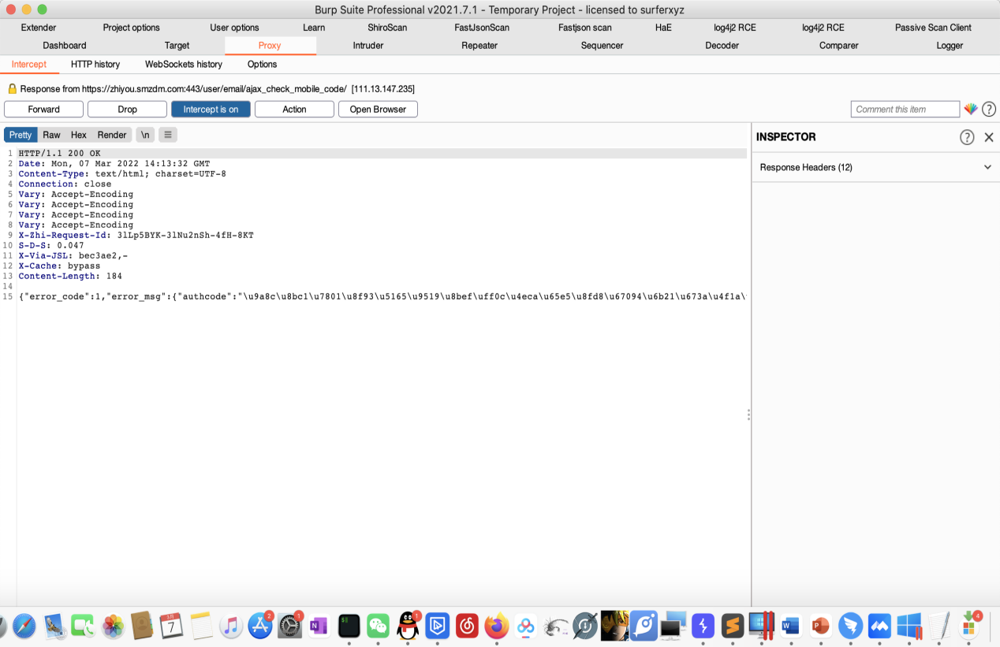 Burp Suite Professional v2021.7.1 - Temporary Project - licensed to surferxyz
Extender Project options User options Learn ShiroScan FastJsonScan Fastjson scan HaE log4j2 RCE log4j2 RCE Passive Scan Client
Dashboard Target Proxy Intruder Repeater Sequencer Decoder Comparer Logger
Intercept HTTP history WebSockets history Options
Response from https://zhiyou.smzdm.com:443/user/email/ajax_check_mobile_code/ [111.13.147.235]
Forward Drop Intercept is on Action Open Browser Comment this item ?
Pretty Raw Hex Render \n ☰
INSPECTOR ?
Response Headers (12)
1 HTTP/1.1 200 OK
2 Date: Mon, 07 Mar 2022 14:13:32 GMT
3 Content-Type: text/html; charset=UTF-8
4 Connection: close
5 Vary: Accept-Encoding
6 Vary: Accept-Encoding
7 Vary: Accept-Encoding
8 Vary: Accept-Encoding
9 X-Zhi-Request-Id: 3lLp5BYK-3lNu2nSh-4fH-8KT
10 S-D-S: 0.047
11 X-Via-JSL: bec3ae2,-
12 X-Cache: bypass
13 Content-Length: 184
14
15 {"error_code":1,"error_msg":{"authcode":"\u9a8c\u8bc1\u7801\u8f93\u5165\u9519\u8bef\uff0c\u4eca\u65e5\u8fd8\u67094\u6b21\u673a\u4f1a\
3月
7
2
1
N
$
1
W
P
4